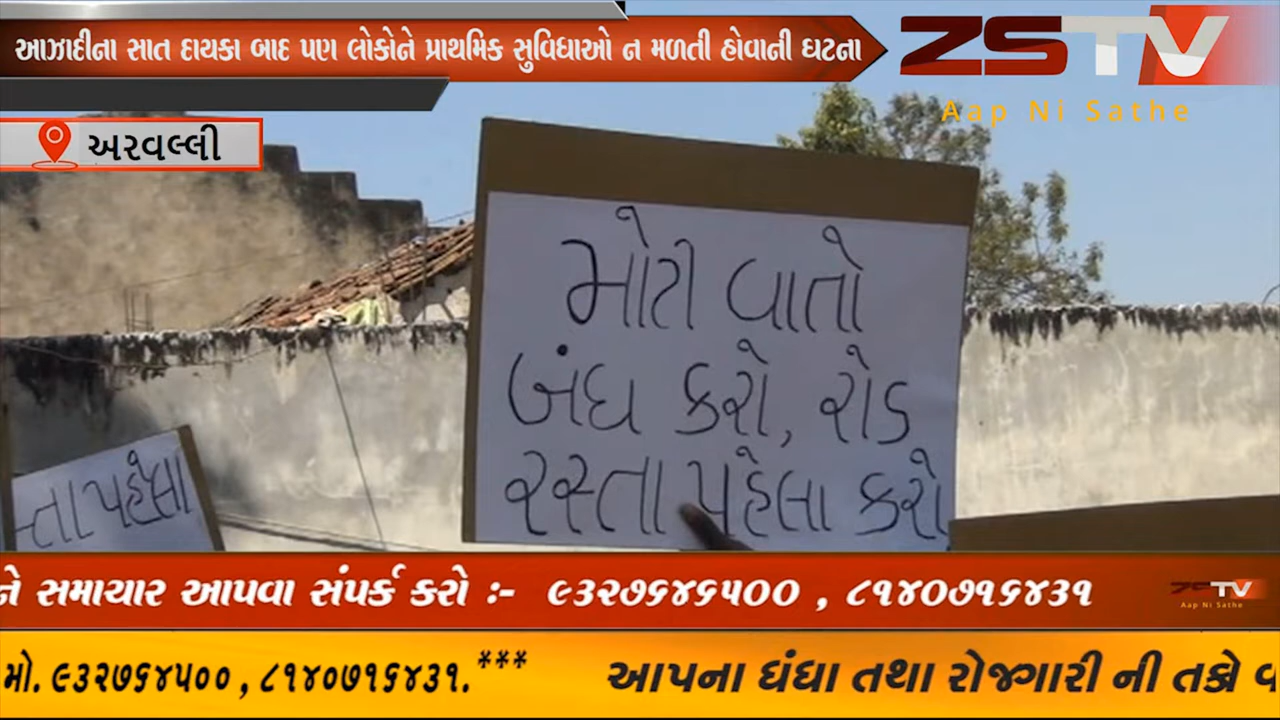 આઝાદીના સાત દાયકા બાદ પણ લોકોને પ્રાથમિક સુવિધાઓ ન મળતી હોવાની ઘટના
ZSTV
Aap Ni Sathe
અરવલ્લી
મોટી વાતો
બંધ કરો, રોડ
રસ્તા પહેલા કરો
સ્તા પહેલા
ને સમાચાર આપવા સંપર્ક કરો :- ૯૩૨૭૬૪૬૫૦૦ , ૮૧૪૦૭૧૬૪૩૧
ZSTV
Aap Ni Sathe
મો. ૯૩૨૭૬૪૫૦૦ , ૮૧૪૦૭૧૬૪૩૧.*** આપના ધંધા તથા રોજગારી ની તકો